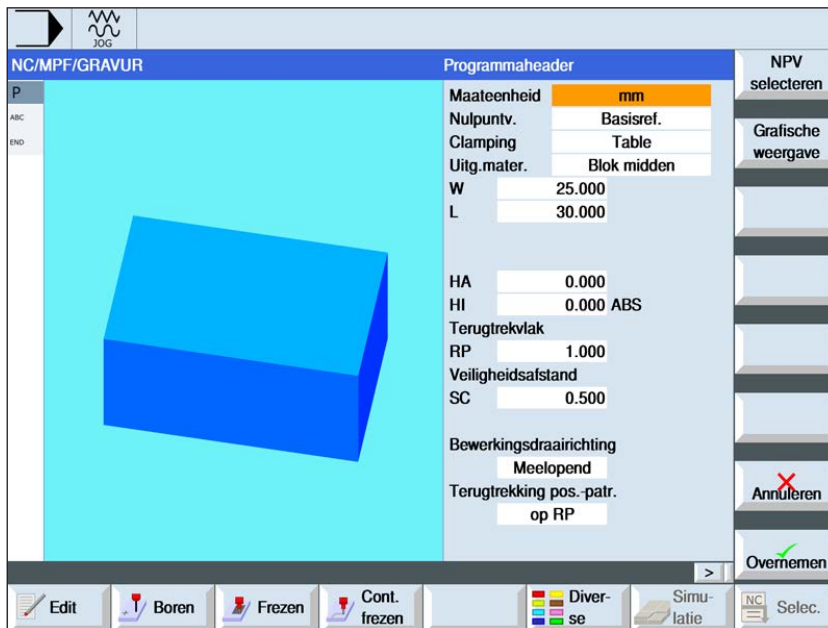 JOG
NC/MPF/GRAVUR
Programmaheader
NPV
selecteren
P
ABC
END
Maateenheid mm
Nulpuntv. Basisref.
Clamping Table
Uitg.mater. Blok midden
W 25.000
L 30.000
HA 0.000
HI 0.000 ABS
Terugtrekvlak
RP 1.000
Veiligheidsafstand
SC 0.500
Bewerkingsdraairichting
Meelopend
Terugtrekking pos.-patr.
op RP
Grafische
weergave
Annuleren
Overnemen
>
Edit
Boren
Frezen
Cont.
frezen
Diver-
se
Simu-
latie
NC
Selec.